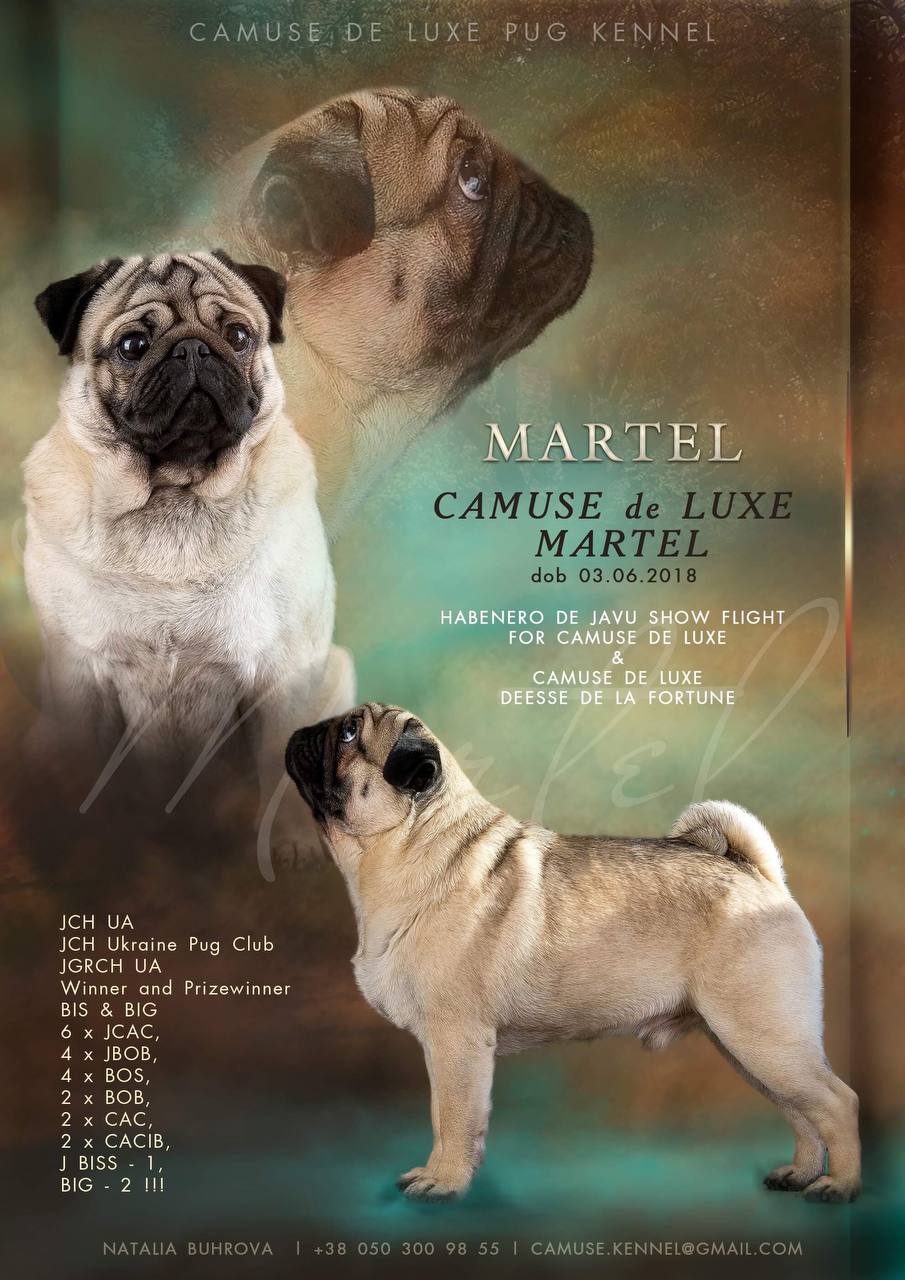 CAMUSE DE LUXE PUG KENNEL
MARTEL
CAMUSE de LUXE
MARTEL
dob 03.06.2018
HABENERO DE JAVU SHOW FLIGHT
FOR CAMUSE DE LUXE
&
CAMUSE DE LUXE
DEESSE DE LA FORTUNE
Martel
JCH UA
JCH Ukraine Pug Club
JGRCH UA
Winner and Prizewinner
BIS & BIG
6 x JCAC,
4 x JBOB,
4 x BOS,
2 x BOB,
2 x CAC,
2 x CACIB,
J BISS - 1,
BIG - 2 !!!
NATALIA BUHROVA | +38 050 300 98 55 | CAMUSE.KENNEL@GMAIL.COM